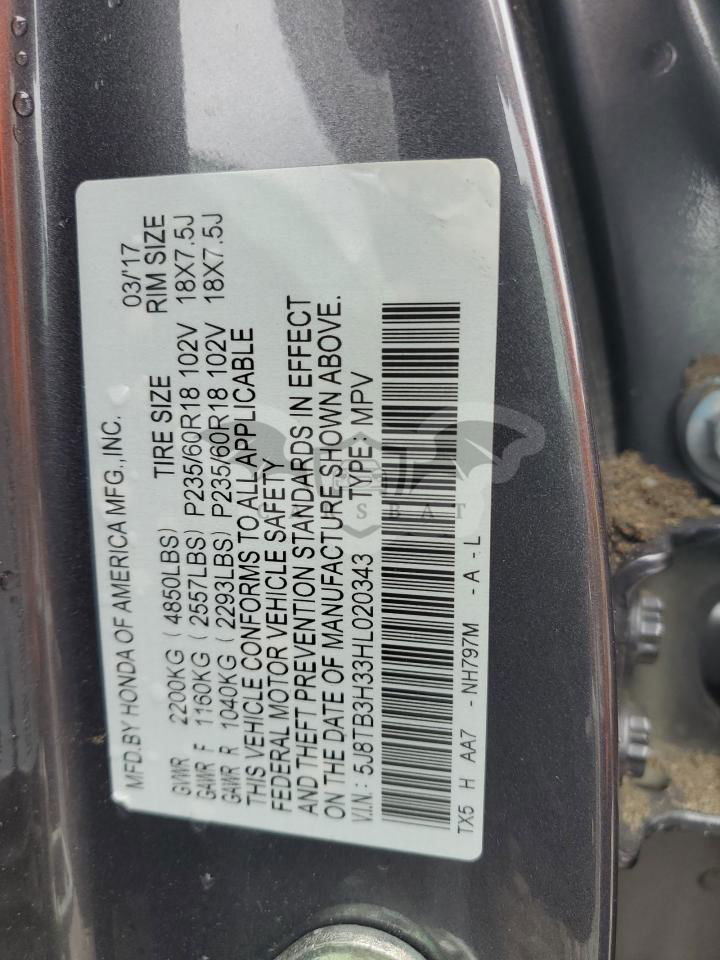 MFD.BY HONDA OF AMERICA MFG.,INC. 03/'17
TIRE SIZE RIM SIZE
GVWR 2200KG (4850LBS)
GAWR F 1160KG (2557LBS) P235/60R18 102V 18X7.5J
GAWR R 1040KG (2293LBS) P235/60R18 102V 18X7.5J
THIS VEHICLE CONFORMS TO ALL APPLICABLE
FEDERAL MOTOR VEHICLE SAFETY
AND THEFT PREVENTION STANDARDS IN EFFECT
ON THE DATE OF MANUFACTURE SHOWN ABOVE.
V.I.N.: 5J8TB3H33HL020343 TYPE: MPV
TX5 H AA7 -NH797M -A -L
CARSBAT